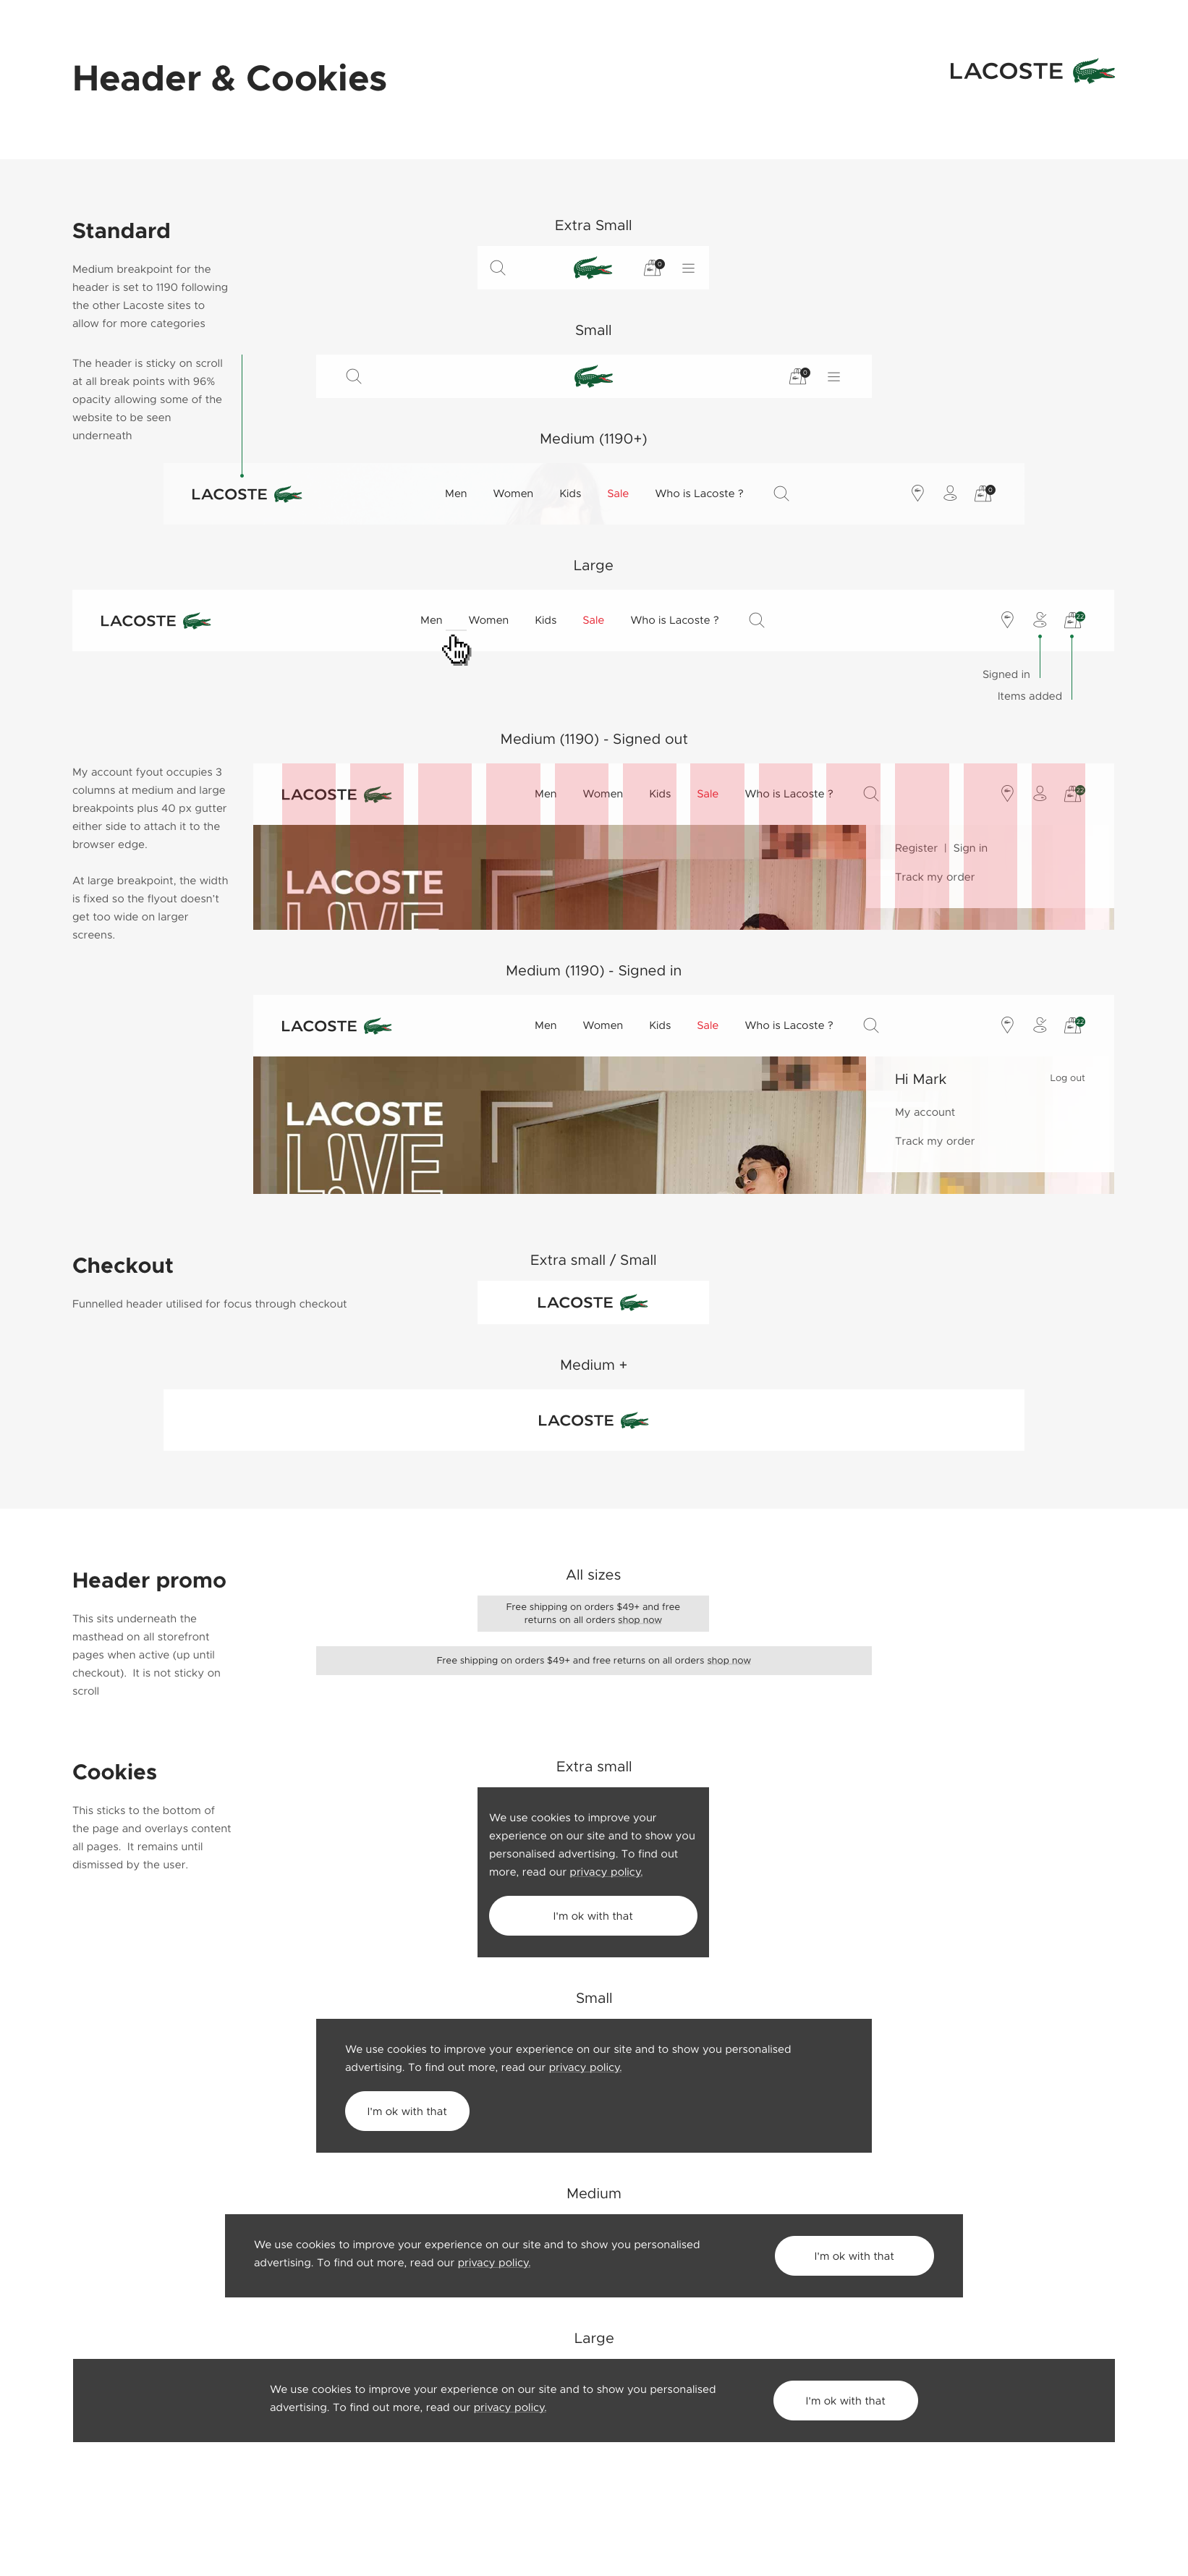 Header & Cookies
LACOSTE
Standard
Medium breakpoint for the
header is set to 1190 following
the other Lacoste sites to
allow for more categories
The header is sticky on scroll
at all break points with 96%
opacity allowing some of the
website to be seen
underneath
Extra Small
0
Small
0
Medium (1190+)
LACOSTE Men Women Kids Sale Who is Lacoste ? 0
Large
LACOSTE Men Women Kids Sale Who is Lacoste ? 22
Signed in
Items added
Medium (1190) - Signed out
My account fyout occupies 3
columns at medium and large
breakpoints plus 40 px gutter
either side to attach it to the
browser edge.
At large breakpoint, the width
is fixed so the flyout doesn't
get too wide on larger
screens.
LACOSTE Men Women Kids Sale Who is Lacoste ? 22
Register | Sign in
Track my order
LACOSTE
L!VE
Medium (1190) - Signed in
LACOSTE Men Women Kids Sale Who is Lacoste ? 22
Hi Mark Log out
My account
Track my order
LACOSTE
L!VE
Checkout
Funnelled header utilised for focus through checkout
Extra small / Small
LACOSTE
Medium +
LACOSTE
Header promo
This sits underneath the
masthead on all storefront
pages when active (up until
checkout).  It is not sticky on
scroll
All sizes
Free shipping on orders $49+ and free
returns on all orders shop now
Free shipping on orders $49+ and free returns on all orders shop now
Cookies
This sticks to the bottom of
the page and overlays content
all pages.  It remains until
dismissed by the user.
Extra small
We use cookies to improve your
experience on our site and to show you
personalised advertising. To find out
more, read our privacy policy.
I'm ok with that
Small
We use cookies to improve your experience on our site and to show you personalised
advertising. To find out more, read our privacy policy.
I'm ok with that
Medium
We use cookies to improve your experience on our site and to show you personalised
advertising. To find out more, read our privacy policy.
I'm ok with that
Large
We use cookies to improve your experience on our site and to show you personalised
advertising. To find out more, read our privacy policy.
I'm ok with that